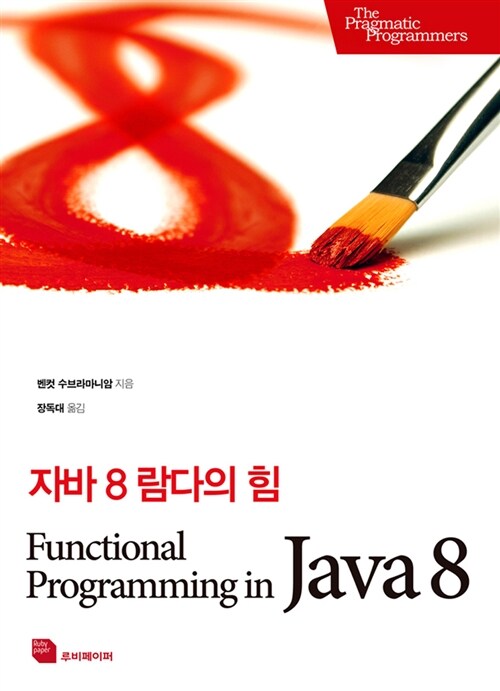 The
Pragmatic
Programmers
벤컷 수브라마니암 지음
장독대 옮김
자바 8 람다의 힘
Functional
Programming in Java 8
Ruby
paper
루비페이퍼